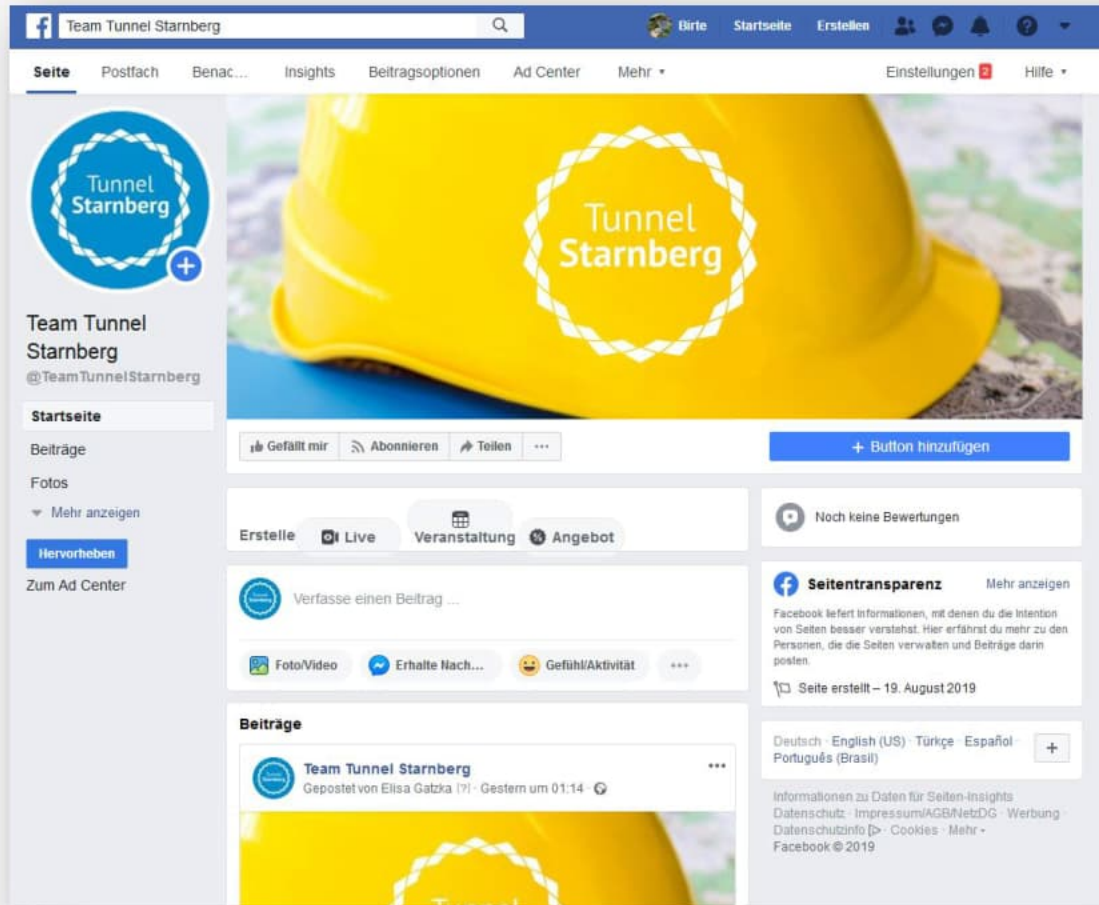 Team Tunnel Starnberg
Birte
Startseite
Erstellen
Seite
Postfach
Benac...
Insights
Beitragsoptionen
Ad Center
Mehr
Einstellungen 2
Hilfe
Tunnel
Starnberg
Team Tunnel
Starnberg
@TeamTunnelStarnberg
Startseite
Beiträge
Fotos
Mehr anzeigen
Hervorheben
Zum Ad Center
Tunnel
Starnberg
Gefällt mir
Abonnieren
Teilen
...
+ Button hinzufügen
Erstelle
Live
Veranstaltung
Angebot
Verfasse einen Beitrag ...
Foto/Video
Erhalte Nach...
Gefühl/Aktivität
...
Beiträge
Team Tunnel Starnberg
Gepostet von Elisa Gatzka [?] · Gestern um 01:14 ·
Tunnel
Noch keine Bewertungen
Seitentransparenz
Mehr anzeigen
Facebook liefert Informationen, mit denen du die Intention
von Seiten besser verstehst. Hier erfährst du mehr zu den
Personen, die die Seiten verwalten und Beiträge darin
posten.
Seite erstellt – 19. August 2019
Deutsch · English (US) · Türkçe · Español ·
Português (Brasil)
+
Informationen zu Daten für Seiten-Insights
Datenschutz · Impressum/AGB/NetzDG · Werbung ·
Datenschutzinfo · Cookies · Mehr
Facebook © 2019